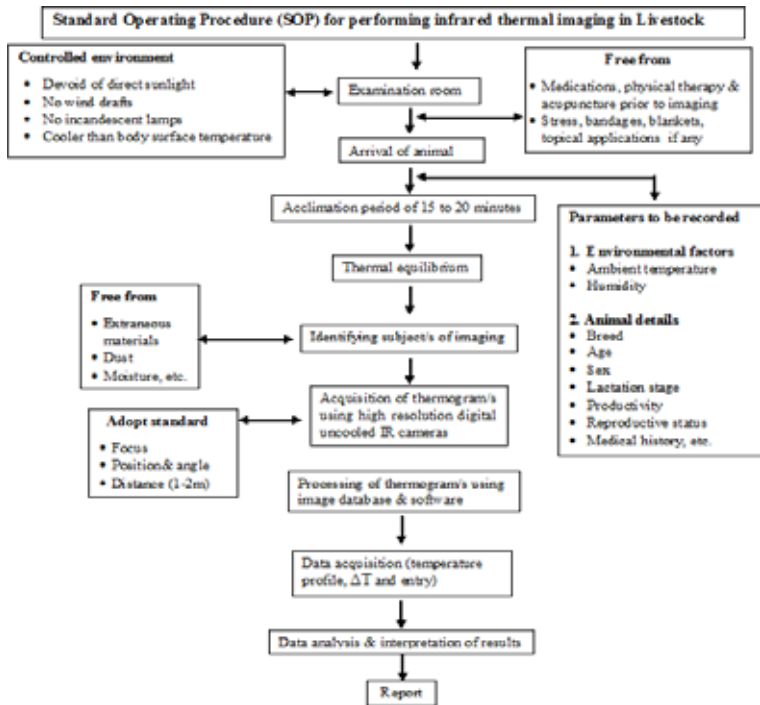 Standard Operating Procedure (SOP) for performing infrared thermal imaging in Livestock
Controlled environment
• Devoid of direct sunlight
• No wind drafts
• No incandescent lamps
• Cooler than body surface temperature
Examination room
Free from
• Medications, physical therapy &
acupuncture prior to imaging
• Stress, bandages, blankets,
topical applications if any
Arrival of animal
Acclimation period of 15 to 20 minutes
Parameters to be recorded
1. Environmental factors
• Ambient temperature
• Humidity
2. Animal details
• Breed
• Age
• Sex
• Lactation stage
• Productivity
• Reproductive status
• Medical history, etc.
Thermal equilibrium
Free from
• Extraneous
materials
• Dust
• Moisture, etc.
Identifying subject/s of imaging
Acquisition of thermogram/s
using high resolution digital
uncooled IR cameras
Adopt standard
• Focus
• Position& angle
• Distance (1-2m)
Processing of thermogram/s using
image database & software
Data acquisition (temperature
profile, ΔT and entry)
Data analysis & interpretation of results
Report